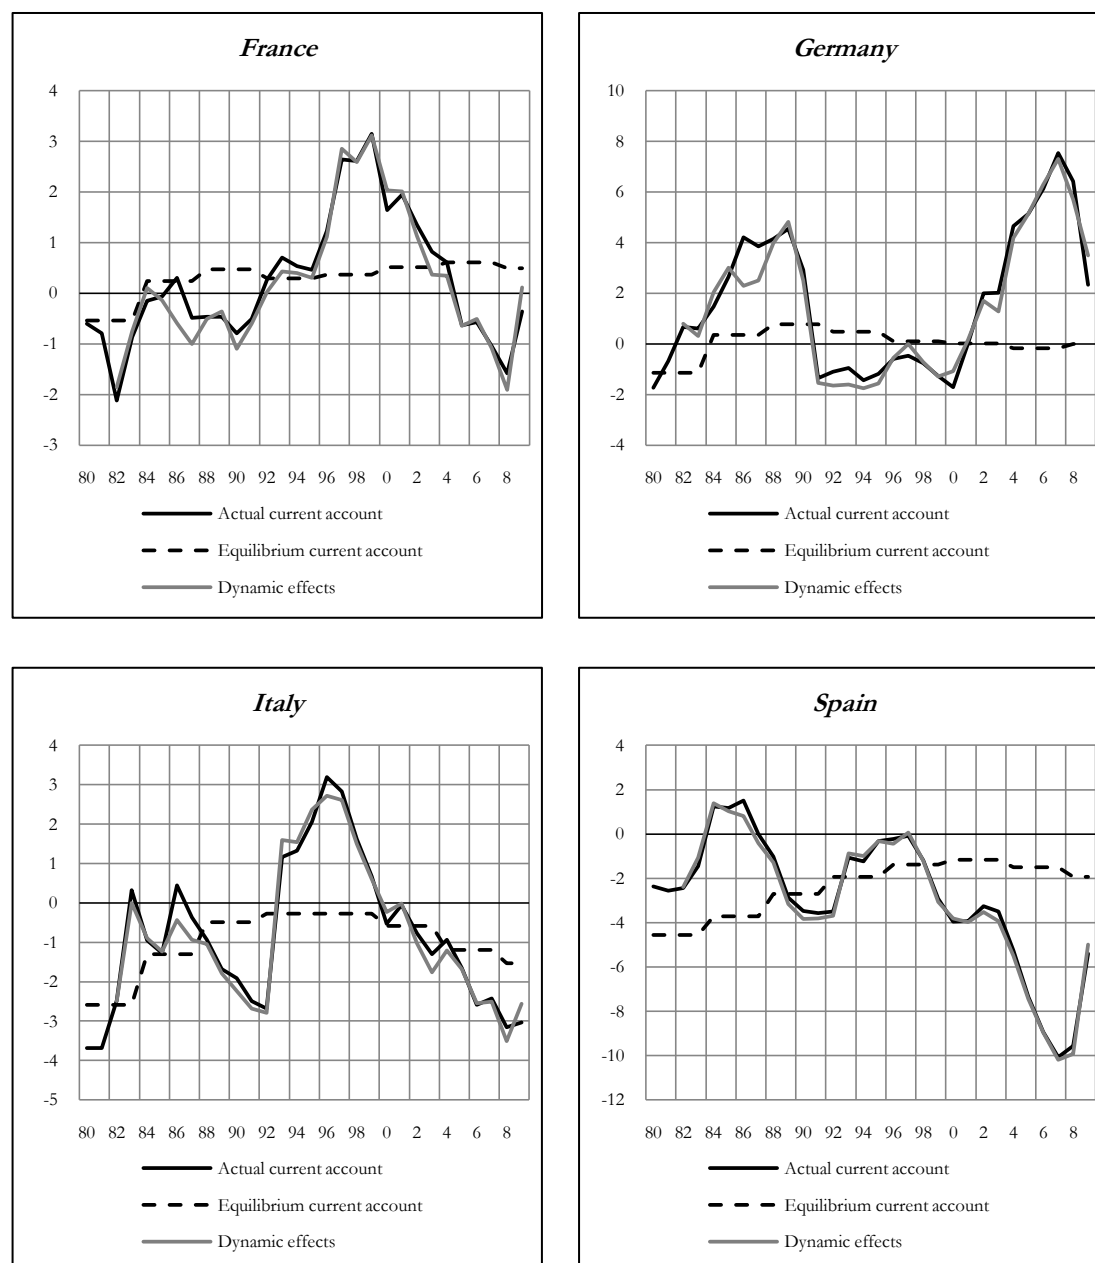 France
4
3
2
1
0
-1
-2
-3
80 82 84 86 88 90 92 94 96 98 0 2 4 6 8
Actual current account
Equilibrium current account
Dynamic effects
Germany
10
8
6
4
2
0
-2
-4
80 82 84 86 88 90 92 94 96 98 0 2 4 6 8
Actual current account
Equilibrium current account
Dynamic effects
Italy
4
3
2
1
0
-1
-2
-3
-4
-5
80 82 84 86 88 90 92 94 96 98 0 2 4 6 8
Actual current account
Equilibrium current account
Dynamic effects
Spain
4
2
0
-2
-4
-6
-8
-10
-12
80 82 84 86 88 90 92 94 96 98 0 2 4 6 8
Actual current account
Equilibrium current account
Dynamic effects